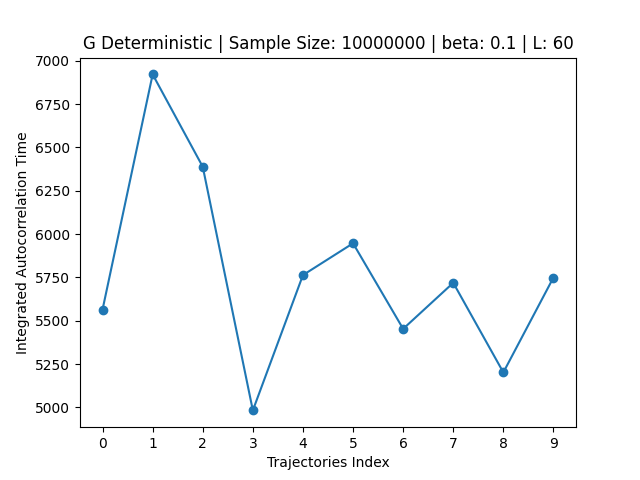 G Deterministic | Sample Size: 10000000 | beta: 0.1 | L: 60
7000
6750
6500
6250
6000
5750
5500
5250
5000
Integrated Autocorrelation Time
0 1 2 3 4 5 6 7 8 9
Trajectories Index